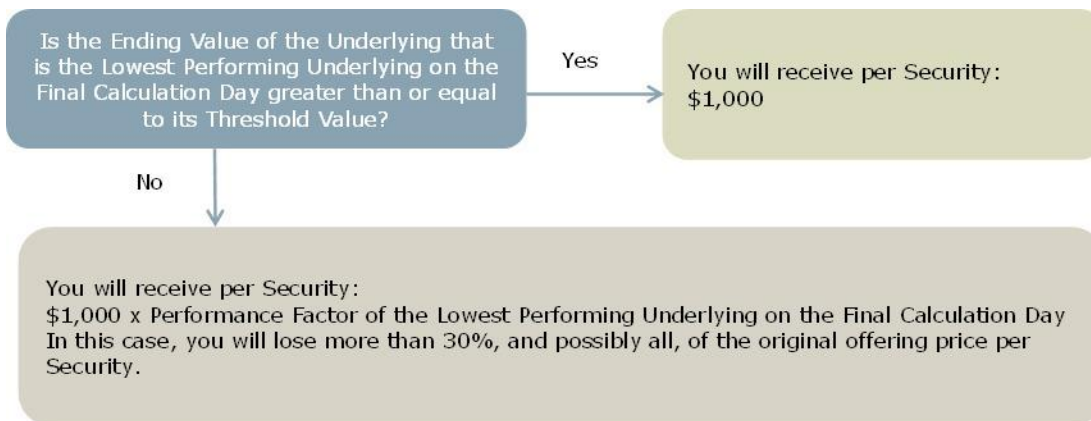 Is the Ending Value of the Underlying that
is the Lowest Performing Underlying on the
Final Calculation Day greater than or equal
to its Threshold Value?
Yes
You will receive per Security:
$1,000
No
You will receive per Security:
$1,000 x Performance Factor of the Lowest Performing Underlying on the Final Calculation Day
In this case, you will lose more than 30%, and possibly all, of the original offering price per
Security.